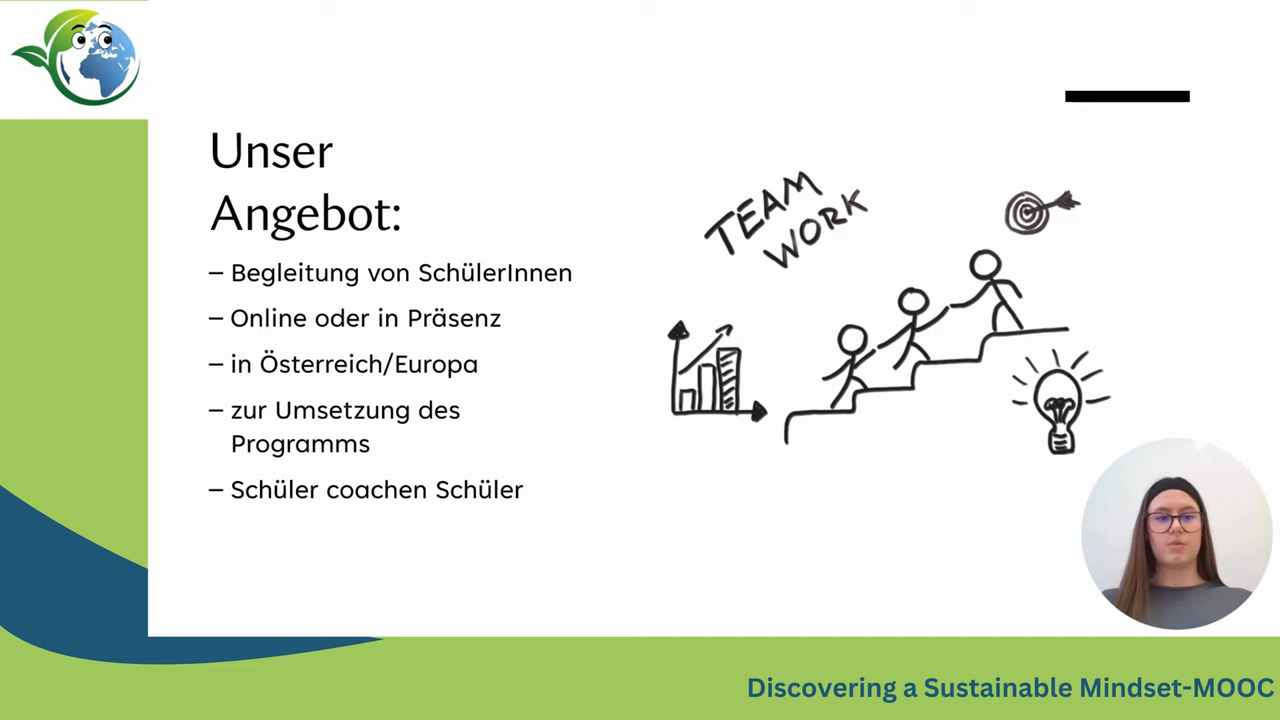 Unser
Angebot:
– Begleitung von SchülerInnen
– Online oder in Präsenz
– in Österreich/Europa
– zur Umsetzung des
Programms
– Schüler coachen Schüler
TEAM
WORK
Discovering a Sustainable Mindset-MOOC